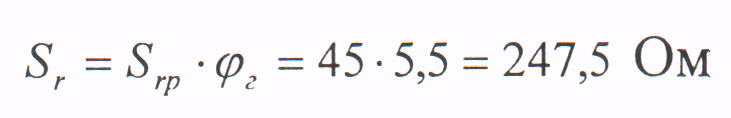 S_r = S_rp · φ_г = 45 · 5,5 = 247,5 Ом